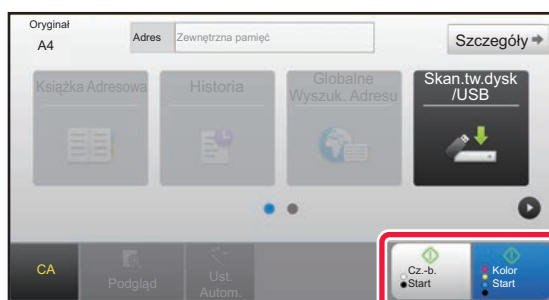 Oryginał
A4
Adres
Zewnętrzna pamięć
Szczegóły
Książka Adresowa
Historia
Globalne
Wyszuk. Adresu
Skan.tw.dysk
/USB
CA
Podgląd
Ust.
Autom.
Cz.-b.
Start
Kolor
Start